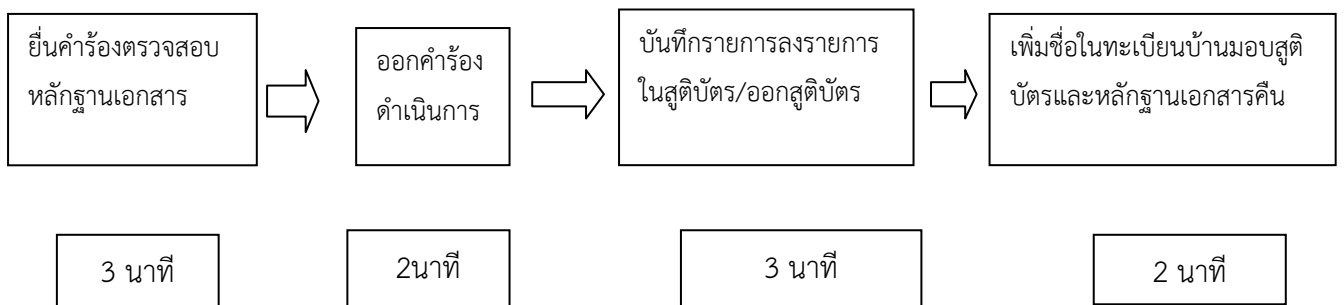 ยื่นคำร้องตรวจสอบ
หลักฐานเอกสาร
ออกคำร้อง
ดำเนินการ
บันทึกรายการลงรายการ
ในสูติบัตร/ออกสูติบัตร
เพิ่มชื่อในทะเบียนบ้านมอบสูติ
บัตรและหลักฐานเอกสารคืน
3 นาที
2นาที
3 นาที
2 นาที